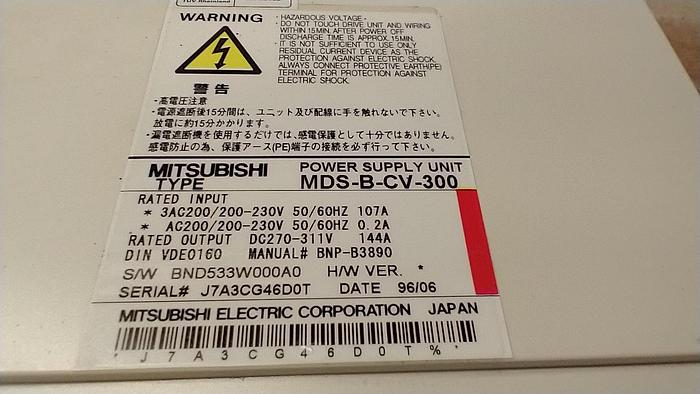 TÜV Rheinland
WARNING
· HAZARDOUS VOLTAGE ·
· DO NOT TOUCH DRIVE UNIT AND WIRING
WITHIN 15MIN. AFTER POWER OFF
DISCHARGE TIME IS APPROX. 15MIN.
· IT IS NOT SUFFICIENT TO USE ONLY
RESIDUAL CURRENT DEVICE AS THE
PROTECTION AGAINST ELECTRIC SHOCK.
ALWAYS CONNECT PROTECTIVE EARTH(PE)
TERMINAL FOR PROTECTION AGAINST
ELECTRIC SHOCK.
警告
・高電圧注意
・電源遮断後15分間は、ユニット及び配線に手を触れないで下さい。
放電に約15分かかります。
・漏電遮断機を使用するだけでは、感電保護として十分ではありません。
感電防止の為、保護アース(PE)端子の接続を必ず行って下さい。
MITSUBISHI POWER SUPPLY UNIT
TYPE MDS-B-CV-300
RATED INPUT
* 3AC200/200-230V 50/60HZ 107A
* AC200/200-230V 50/60HZ 0.2A
RATED OUTPUT DC270-311V 144A
DIN VDE0160 MANUAL# BNP-B3890
S/W BND533W000A0 H/W VER. *
SERIAL# J7A3CG46D0T DATE 96/06
MITSUBISHI ELECTRIC CORPORATION JAPAN
* J 7 A 3 C G 4 6 D 0 T % *